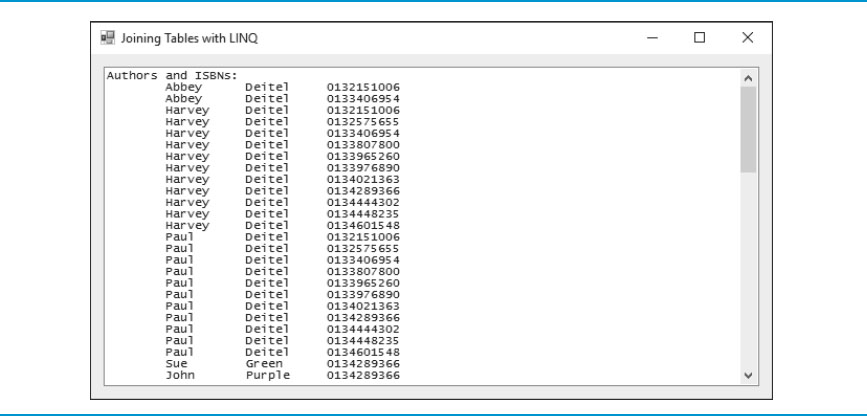 Joining Tables with LINQ
Authors and ISBNs:
Abbey Deitel 0132151006
Abbey Deitel 0133406954
Harvey Deitel 0132151006
Harvey Deitel 0132575655
Harvey Deitel 0133406954
Harvey Deitel 0133807800
Harvey Deitel 0133965260
Harvey Deitel 0133976890
Harvey Deitel 0134021363
Harvey Deitel 0134289366
Harvey Deitel 0134444302
Harvey Deitel 0134448235
Harvey Deitel 0134601548
Paul Deitel 0132151006
Paul Deitel 0132575655
Paul Deitel 0133406954
Paul Deitel 0133807800
Paul Deitel 0133965260
Paul Deitel 0133976890
Paul Deitel 0134021363
Paul Deitel 0134289366
Paul Deitel 0134444302
Paul Deitel 0134448235
Paul Deitel 0134601548
Sue Green 0134289366
John Purple 0134289366